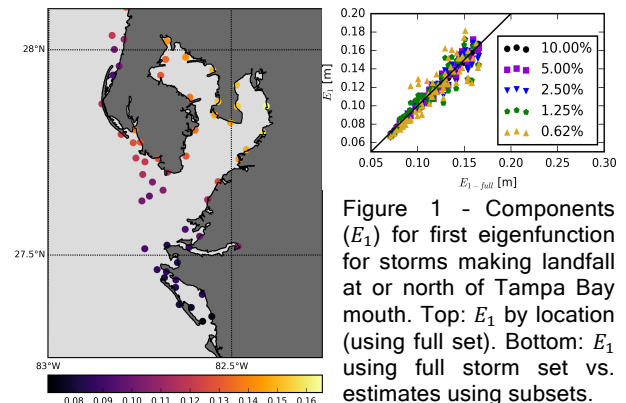 28°N
27.5°N
83°W
82.5°W
0.08 0.09 0.10 0.11 0.12 0.13 0.14 0.15 0.16
0.20
0.18
0.16
0.14
0.12
0.10
0.08
0.06
E₁ [m]
10.00%
5.00%
2.50%
1.25%
0.62%
0.05 0.10 0.15 0.20 0.25 0.30
E₁₋full [m]
Figure 1 - Components
(E₁) for first eigenfunction
for storms making landfall
at or north of Tampa Bay
mouth. Top: E₁ by location
(using full set). Bottom: E₁
using full storm set vs.
estimates using subsets.